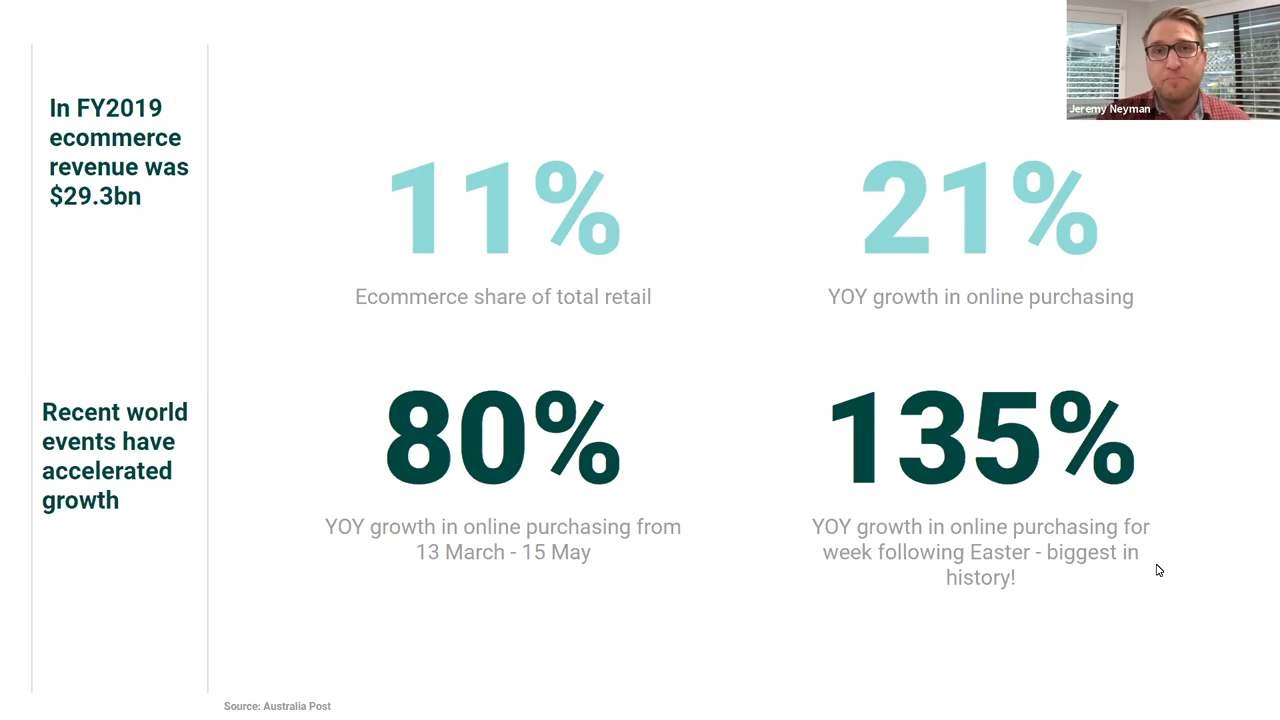 In FY2019
ecommerce
revenue was
$29.3bn
Jeremy Neyman
11%
Ecommerce share of total retail
21%
YOY growth in online purchasing
Recent world
events have
accelerated
growth
80%
YOY growth in online purchasing from
13 March - 15 May
135%
YOY growth in online purchasing for
week following Easter - biggest in
history!
Source: Australia Post